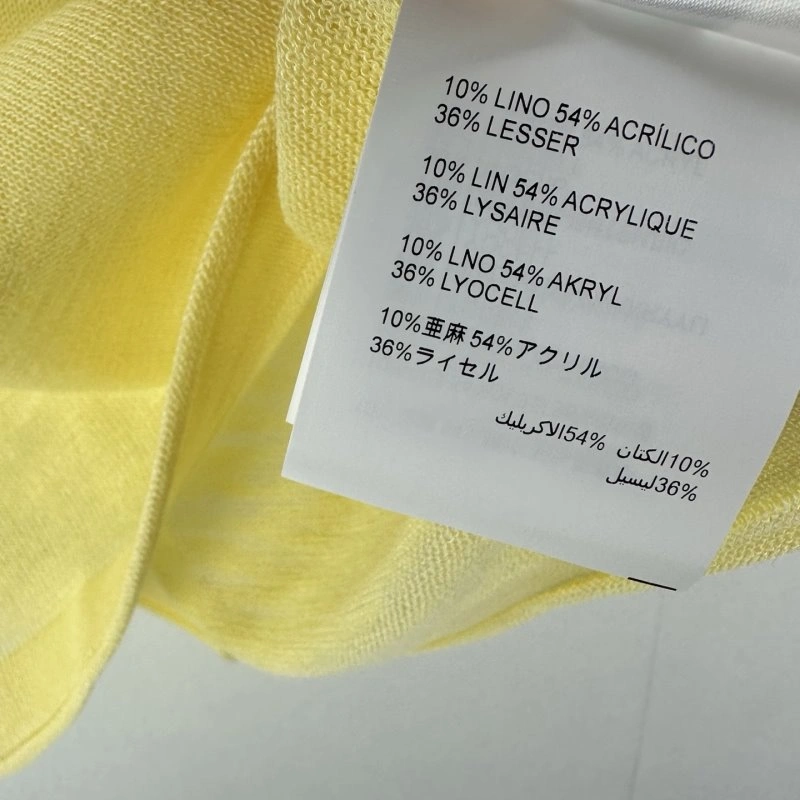 10% LINO 54% ACRÍLICO
36% LESSER
10% LIN 54% ACRYLIQUE
36% LYSAIRE
10% LNO 54% AKRYL
36% LYOCELL
10%亜麻 54%アクリル
36%ライセル
10%الكتان 54%الاكريليك
36%ليسيل